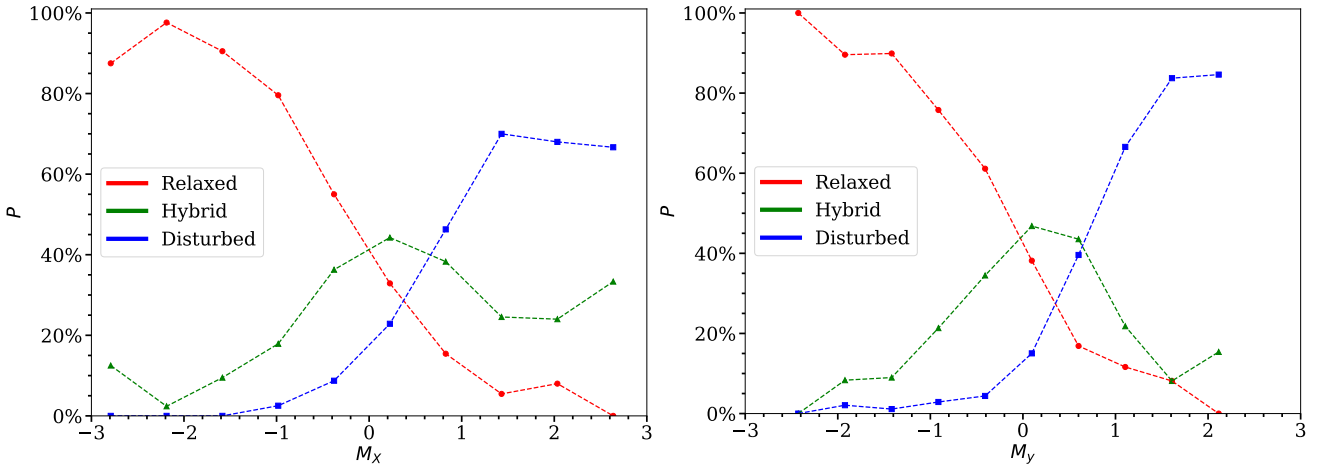 100%
80%
60%
40%
20%
0%
P
Relaxed
Hybrid
Disturbed
−3 −2 −1 0 1 2 3
M_X
100%
80%
60%
40%
20%
0%
P
Relaxed
Hybrid
Disturbed
−3 −2 −1 0 1 2 3
M_y